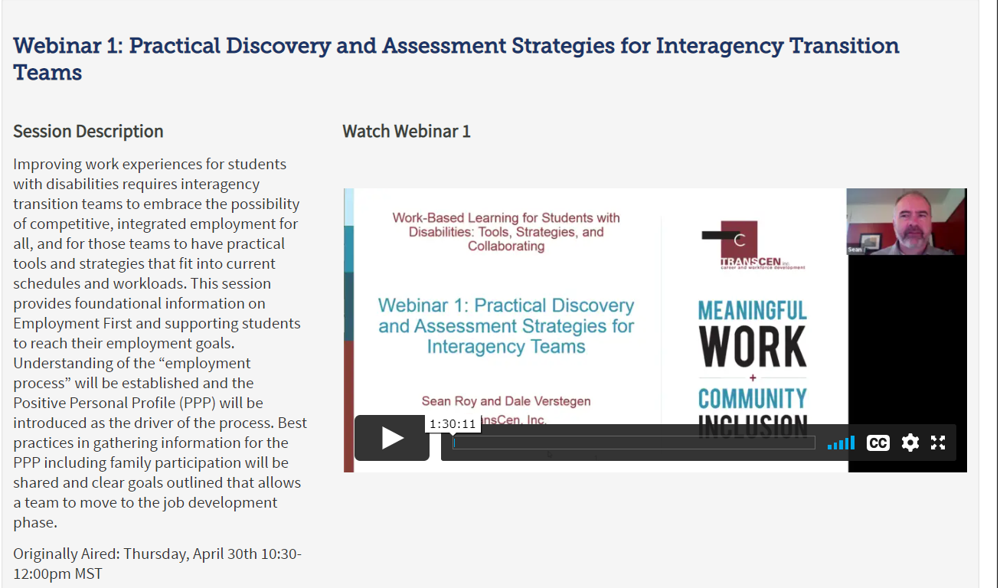 Webinar 1: Practical Discovery and Assessment Strategies for Interagency Transition
Teams
Session Description
Improving work experiences for students
with disabilities requires interagency
transition teams to embrace the possibility
of competitive, integrated employment for
all, and for those teams to have practical
tools and strategies that fit into current
schedules and workloads. This session
provides foundational information on
Employment First and supporting students
to reach their employment goals.
Understanding of the “employment
process” will be established and the
Positive Personal Profile (PPP) will be
introduced as the driver of the process. Best
practices in gathering information for the
PPP including family participation will be
shared and clear goals outlined that allows
a team to move to the job development
phase.
Originally Aired: Thursday, April 30th 10:30-
12:00pm MST
Watch Webinar 1
Work-Based Learning for Students with
Disabilities: Tools, Strategies, and
Collaborating
Webinar 1: Practical Discovery
and Assessment Strategies for
Interagency Teams
Sean Roy and Dale Verstegen
nsCen, Inc.
1:30:11
C
TRANSCEN inc.
career and workforce development
MEANINGFUL
WORK
+
COMMUNITY
INCLUSION
Sean
CC